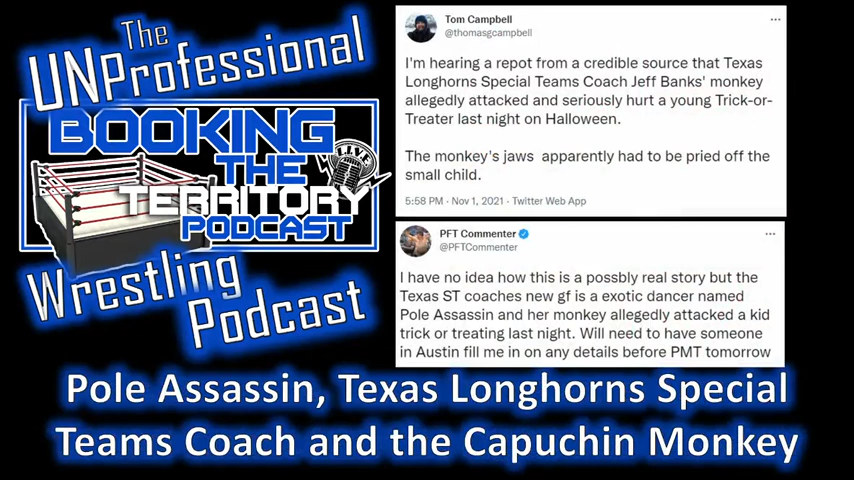 The
UNProfessional
BOOKING
THE
LIVE
TERRITORY
PODCAST
Wrestling
Podcast
Tom Campbell
@thomasgcampbell
I'm hearing a repot from a credible source that Texas
Longhorns Special Teams Coach Jeff Banks' monkey
allegedly attacked and seriously hurt a young Trick-or-
Treater last night on Halloween.
The monkey's jaws apparently had to be pried off the
small child.
5:58 PM · Nov 1, 2021 · Twitter Web App
PFT Commenter
@PFTCommenter
I have no idea how this is a possbly real story but the
Texas ST coaches new gf is a exotic dancer named
Pole Assassin and her monkey allegedly attacked a kid
trick or treating last night. Will need to have someone
in Austin fill me in on any details before PMT tomorrow
Pole Assassin, Texas Longhorns Special
Teams Coach and the Capuchin Monkey